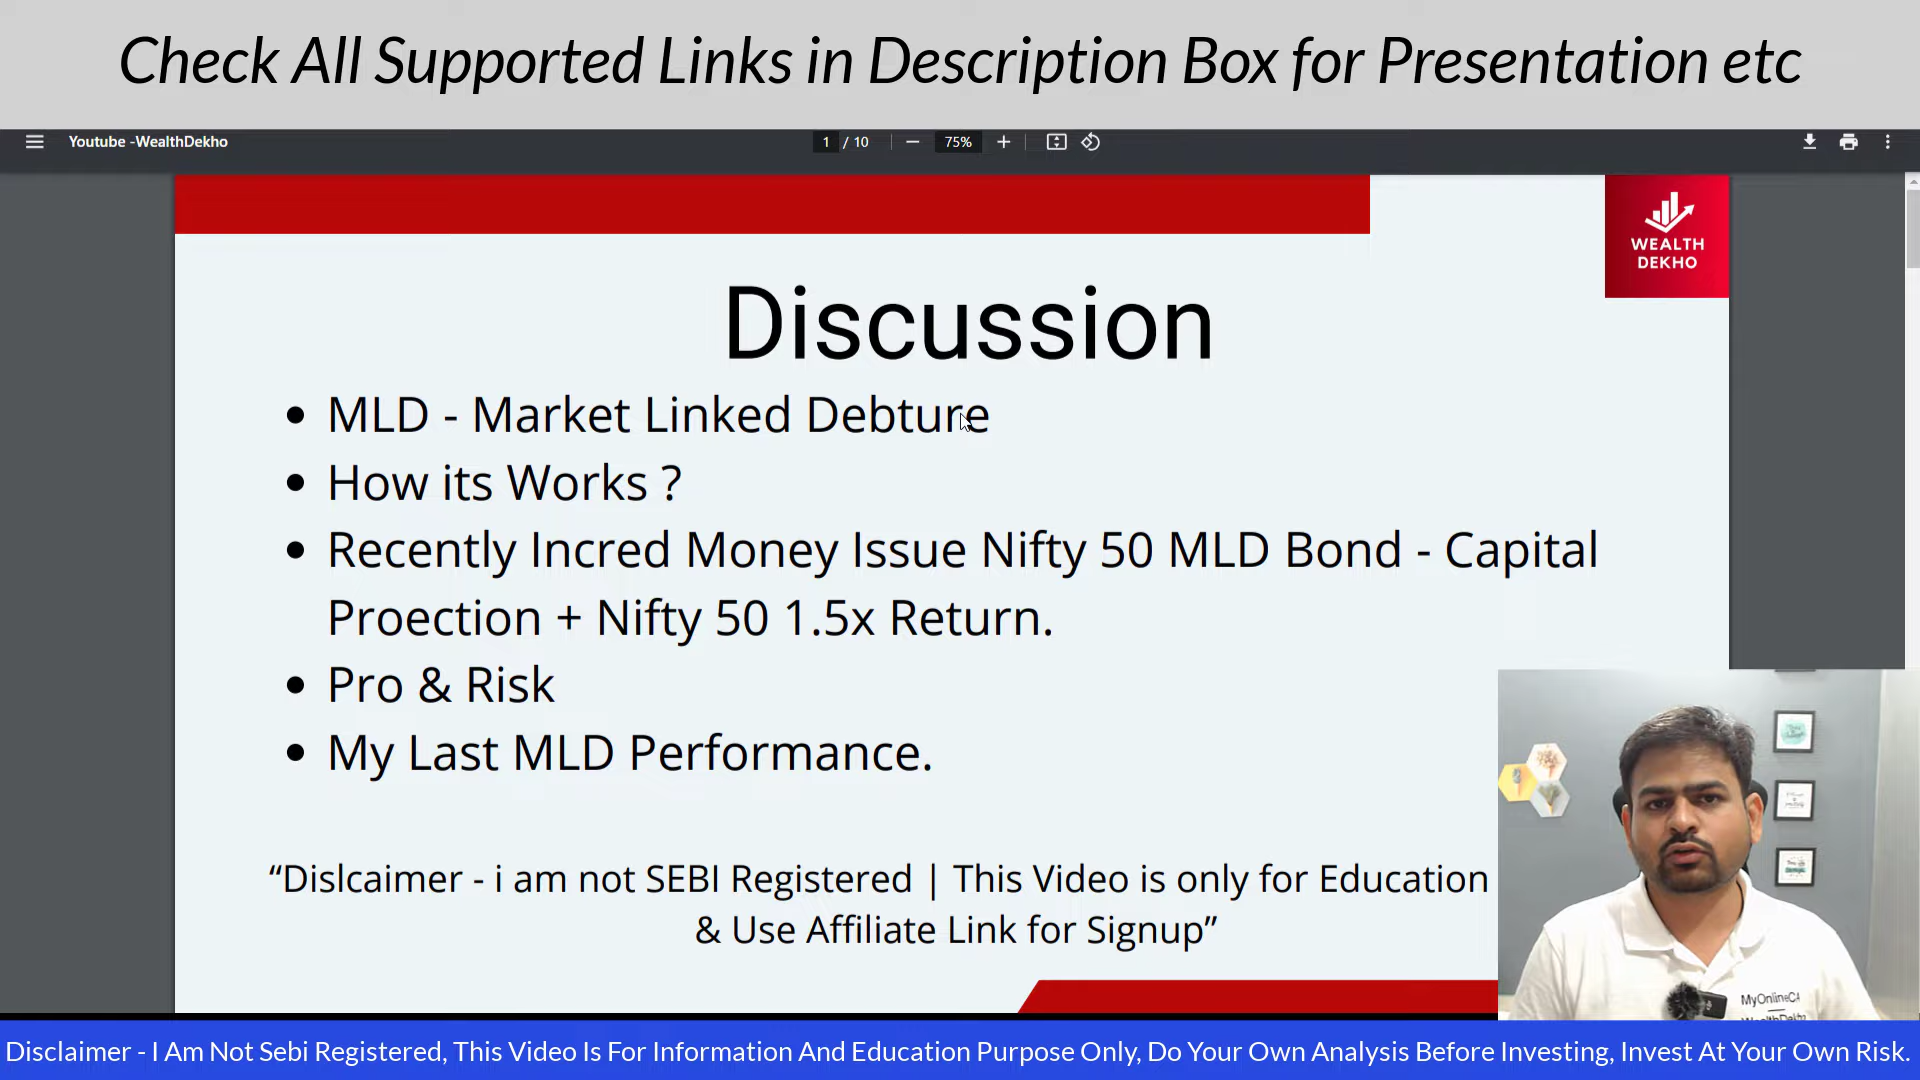 Check All Supported Links in Description Box for Presentation etc
Youtube -WealthDekho
1 / 10
75%
WEALTH
DEKHO
Discussion
MLD - Market Linked Debture
How its Works ?
Recently Incred Money Issue Nifty 50 MLD Bond - Capital
Proection + Nifty 50 1.5x Return.
Pro & Risk
My Last MLD Performance.
“Dislcaimer - i am not SEBI Registered | This Video is only for Education
& Use Affiliate Link for Signup”
MyOnlineCA
WealthDekho
Disclaimer - I Am Not Sebi Registered, This Video Is For Information And Education Purpose Only, Do Your Own Analysis Before Investing, Invest At Your Own Risk.